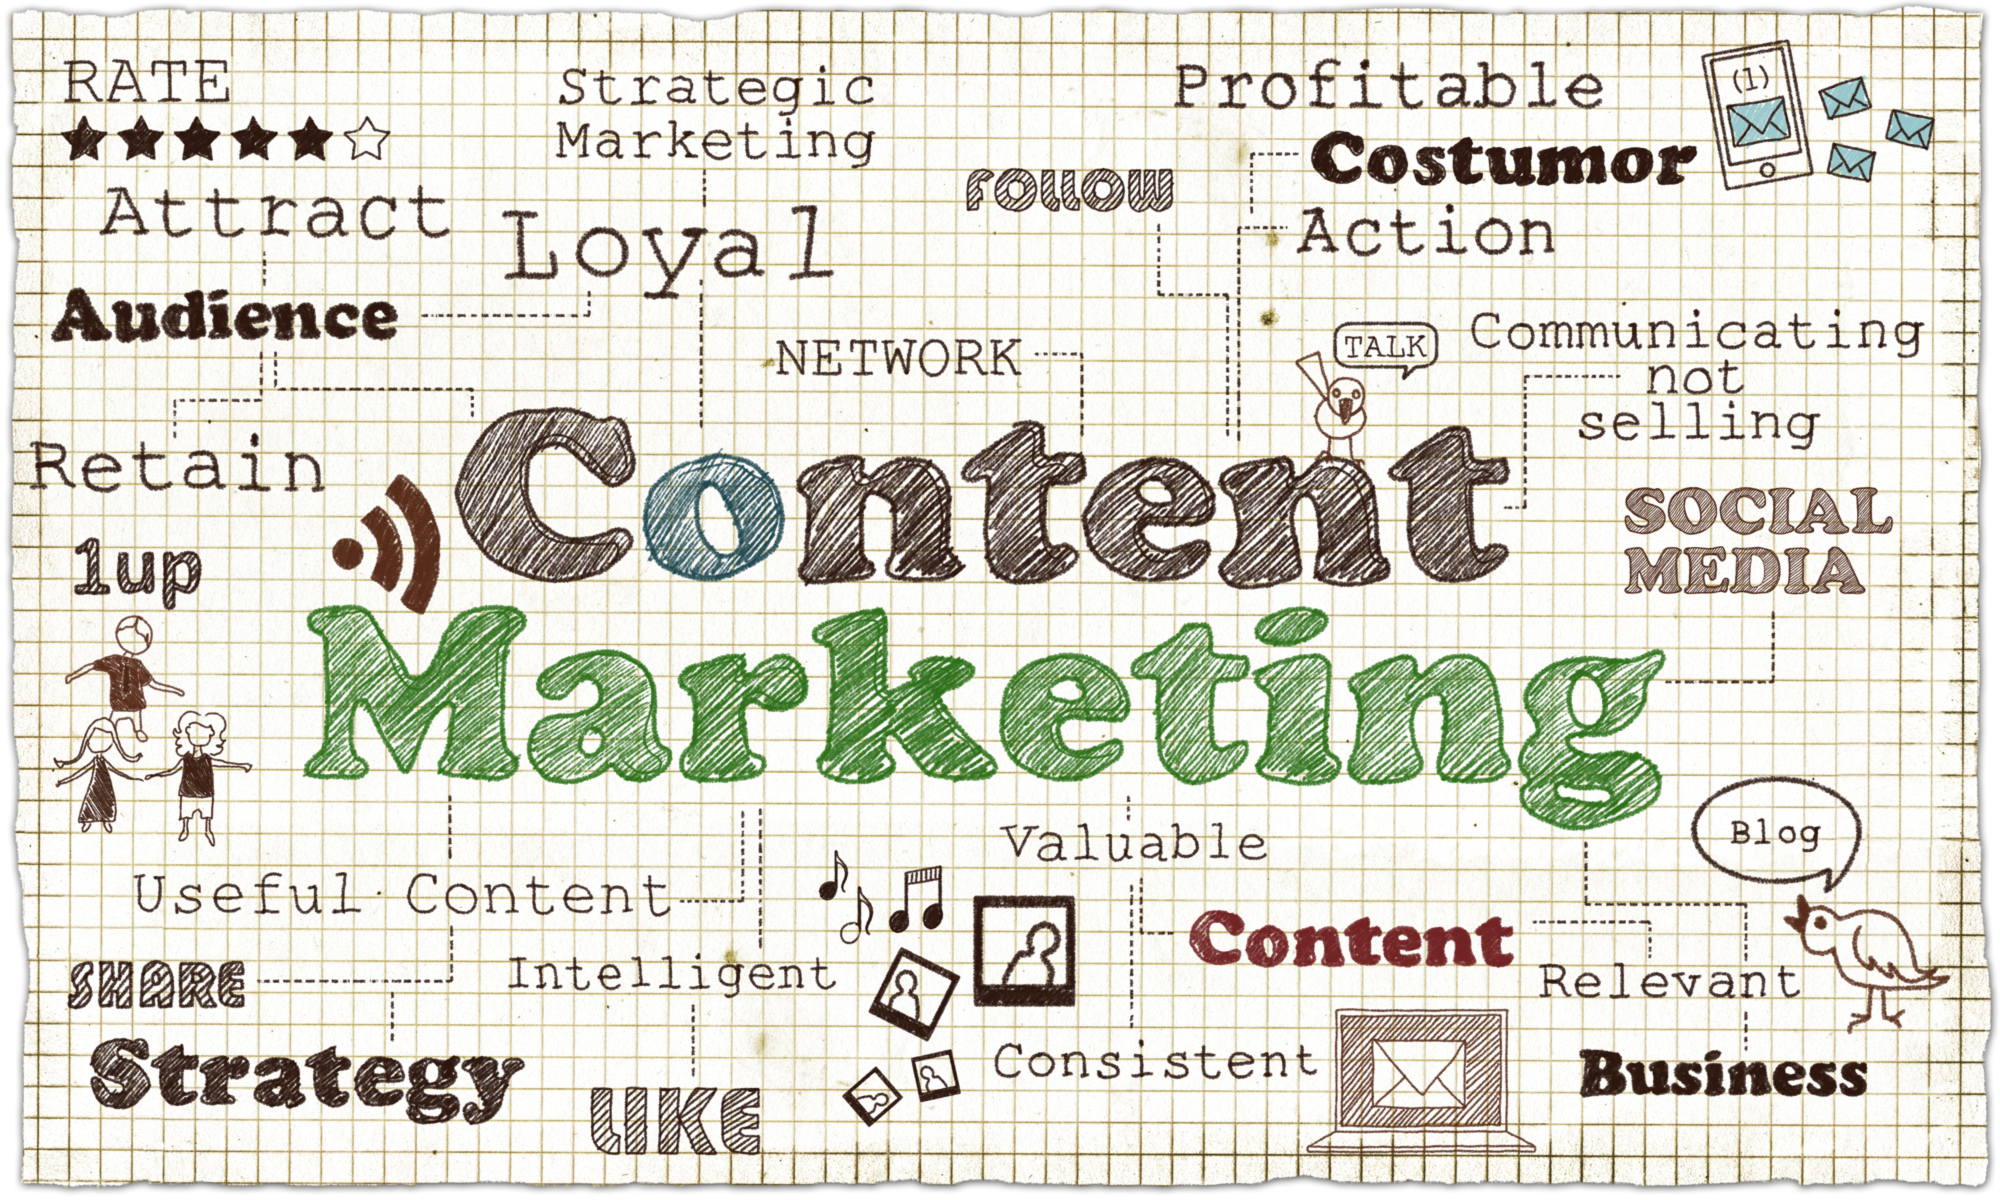 RATE
Attract
Audience
Retain
1up
Strategic
Marketing
Loyal
FOLLOW
NETWORK
Profitable
Costumor
Action
(1)
TALK
Communicating
not
selling
SOCIAL
MEDIA
Content
Marketing
Useful Content
SHARE
Strategy
Intelligent
LIKE
Valuable
Content
Consistent
Blog
Relevant
Business